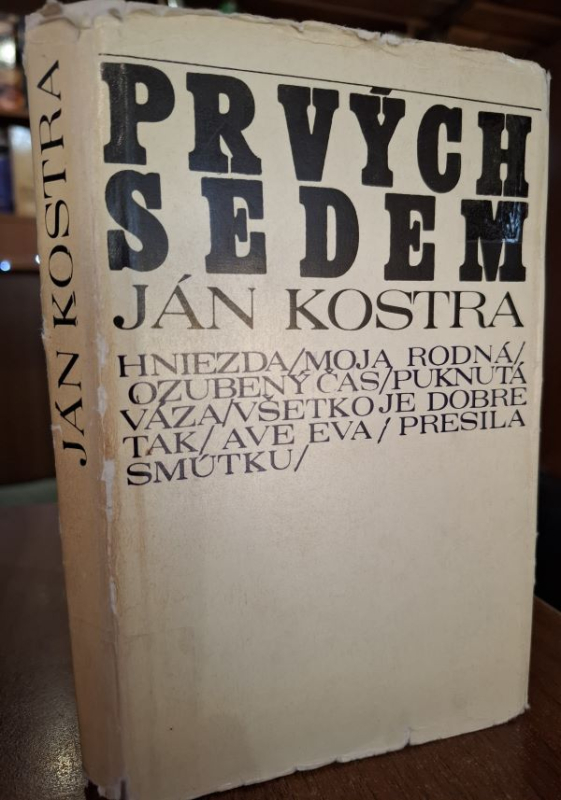 JÁN KOSTRA
PRVÝCH
SEDEM
JÁN KOSTRA
HNIEZDA/MOJA RODNÁ/
OZUBENÝ ČAS/PUKNUTÁ
VÁZA/VŠETKO JE DOBRE
TAK/AVE EVA/PRESILA
SMÚTKU/